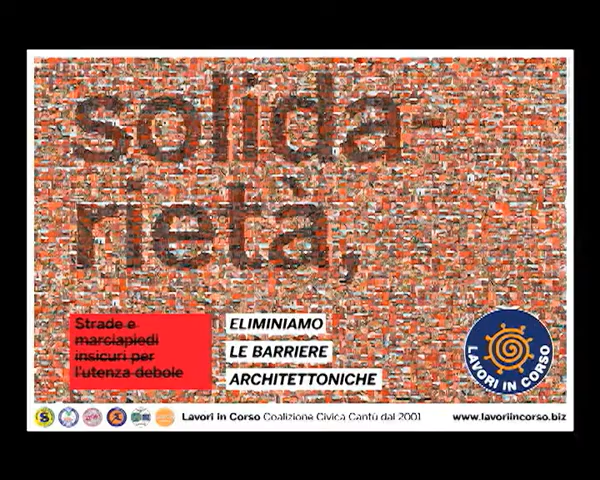 solida-
rietà,
Strade e
marciapiedi
insicuri per
l'utenza debole
ELIMINIAMO
LE BARRIERE
ARCHITETTONICHE
LAVORI IN CORSO
Lavori in Corso Coalizione Civica Cantù dal 2001
www.lavoriincorso.biz